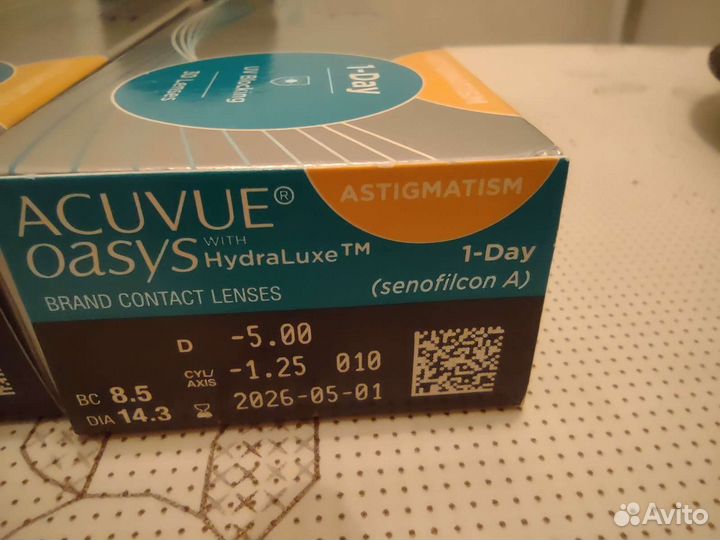 1-Day
UV Blocking
30 Lenses
ACUVUE®
ASTIGMATISM
oasys WITH HydraLuxe™
1-Day
BRAND CONTACT LENSES
(senofilcon A)
D -5.00
CYL/AXIS -1.25 010
BC 8.5
DIA 14.3 2026-05-01
Avito